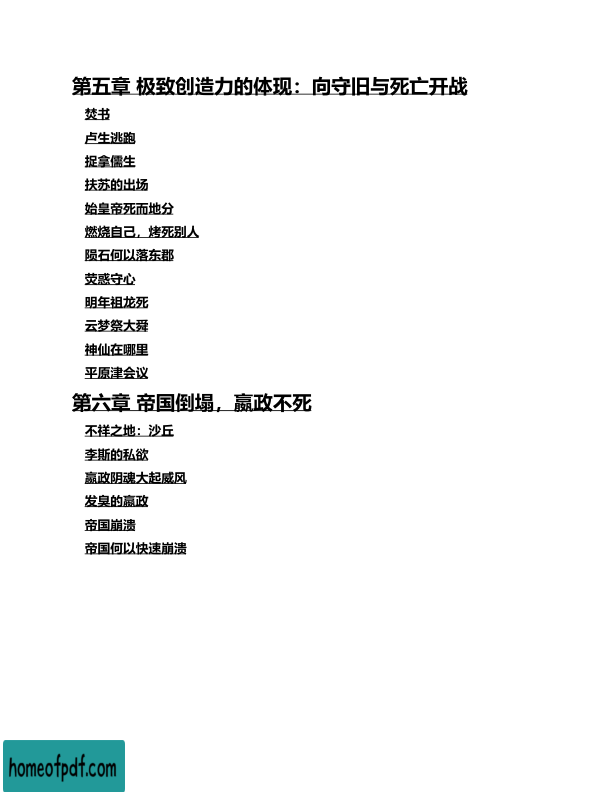 第五章 极致创造力的体现：向守旧与死亡开战
焚书
卢生逃跑
捉拿儒生
扶苏的出场
始皇帝死而地分
燃烧自己，烤死别人
陨石何以落东郡
荧惑守心
明年祖龙死
云梦祭大舜
神仙在哪里
平原津会议
第六章 帝国倒塌，嬴政不死
不祥之地：沙丘
李斯的私欲
嬴政阴魂大起威风
发臭的嬴政
帝国崩溃
帝国何以快速崩溃
homeofpdf.com